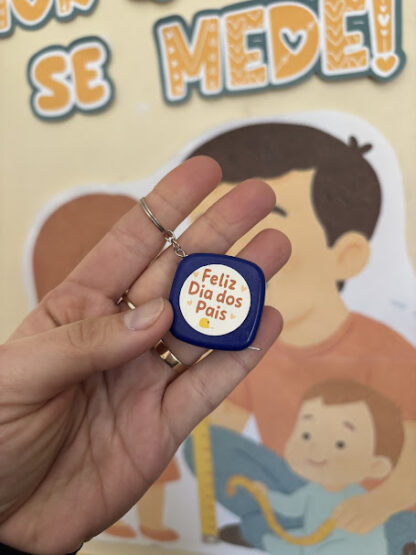 SE MEDE!
Feliz
Dia dos
Pais